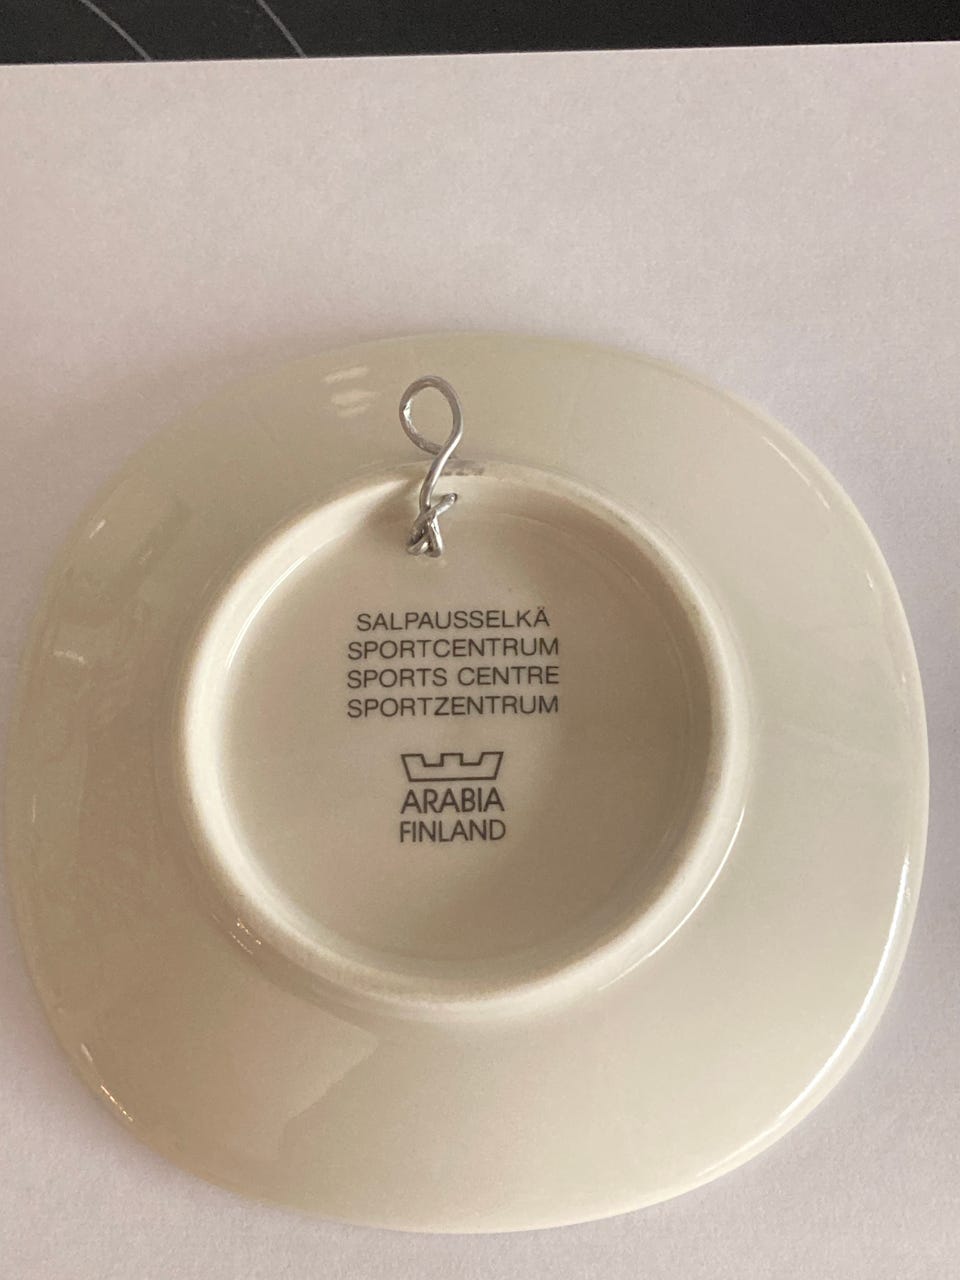 SALPAUSSELKÄ
SPORTCENTRUM
SPORTS CENTRE
SPORTZENTRUM
ARABIA
FINLAND